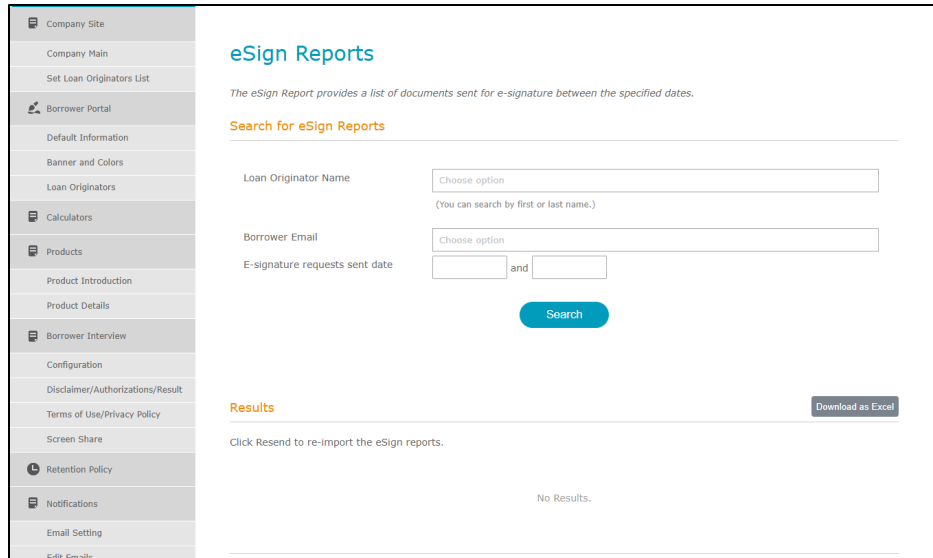 Company Site
Company Main
Set Loan Originators List
Borrower Portal
Default Information
Banner and Colors
Loan Originators
Calculators
Products
Product Introduction
Product Details
Borrower Interview
Configuration
Disclaimer/Authorizations/Result
Terms of Use/Privacy Policy
Screen Share
Retention Policy
Notifications
Email Setting
Edit Emails
eSign Reports
The eSign Report provides a list of documents sent for e-signature between the specified dates.
Search for eSign Reports
Loan Originator Name
Choose option
(You can search by first or last name.)
Borrower Email
Choose option
E-signature requests sent date
and
Search
Results
Download as Excel
Click Resend to re-import the eSign reports.
No Results.